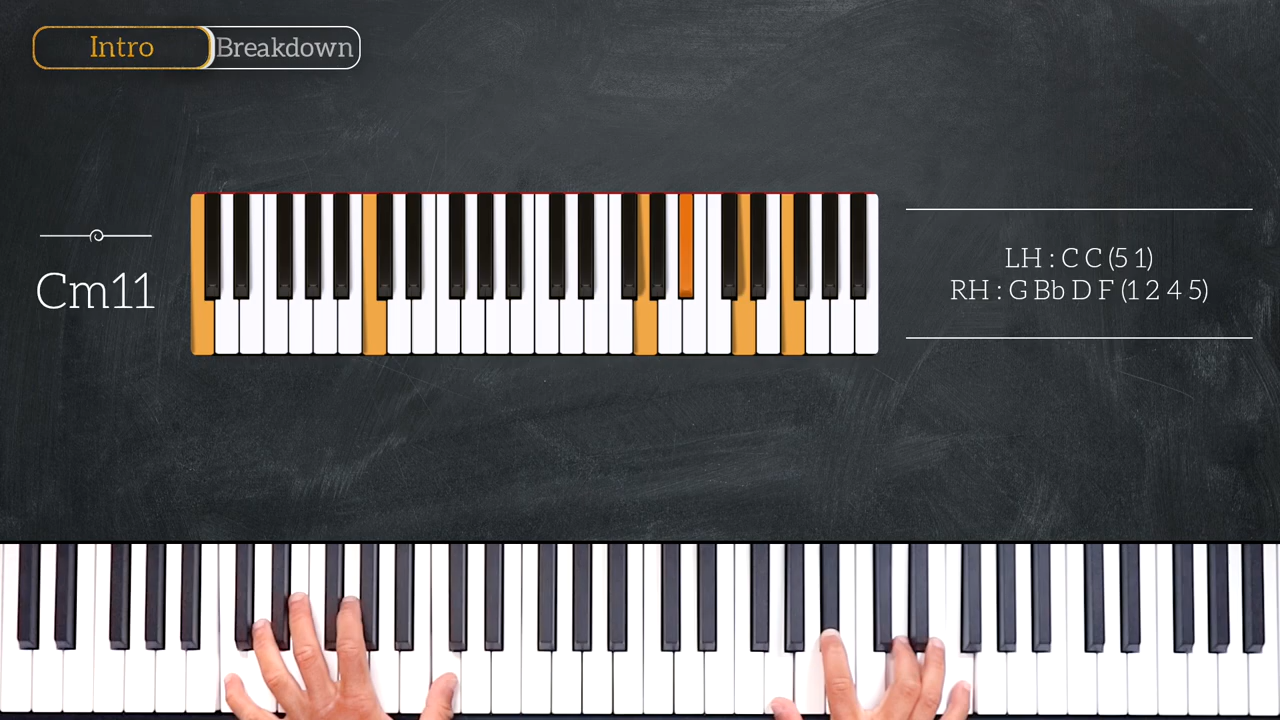 Intro
Breakdown
Cm11
LH : C C (5 1)
RH : G Bb D F (1 2 4 5)